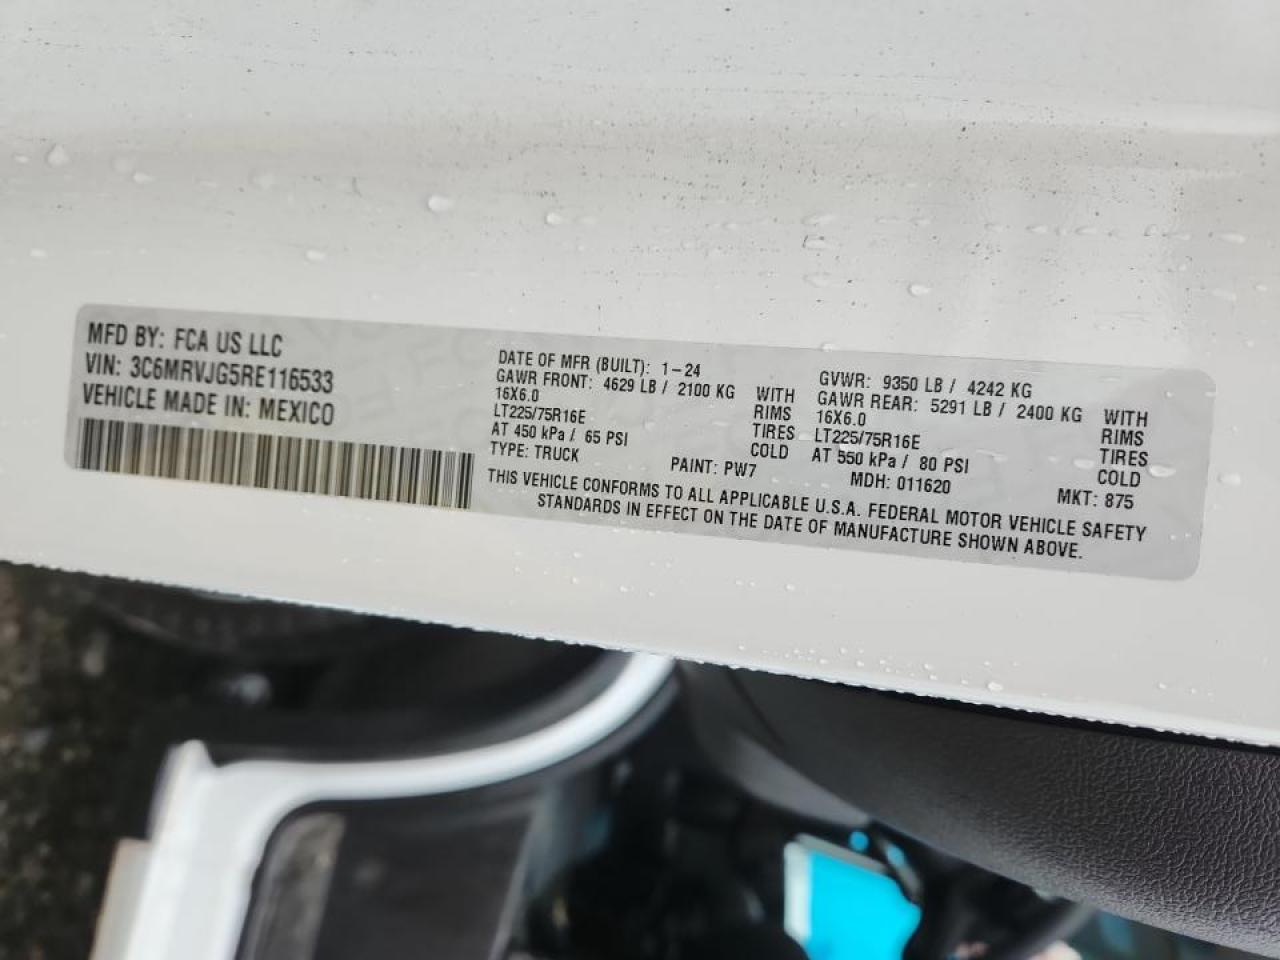 MFD BY: FCA US LLC
VIN: 3C6MRVJG5RE116533
VEHICLE MADE IN: MEXICO
DATE OF MFR (BUILT): 1-24
GAWR FRONT: 4629 LB / 2100 KG WITH
16X6.0 RIMS
LT225/75R16E TIRES
AT 450 kPa / 65 PSI COLD
TYPE: TRUCK PAINT: PW7
GVWR: 9350 LB / 4242 KG
GAWR REAR: 5291 LB / 2400 KG WITH
16X6.0 RIMS
LT225/75R16E TIRES
AT 550 kPa / 80 PSI COLD
MDH: 011620 MKT: 875
THIS VEHICLE CONFORMS TO ALL APPLICABLE U.S.A. FEDERAL MOTOR VEHICLE SAFETY
STANDARDS IN EFFECT ON THE DATE OF MANUFACTURE SHOWN ABOVE.